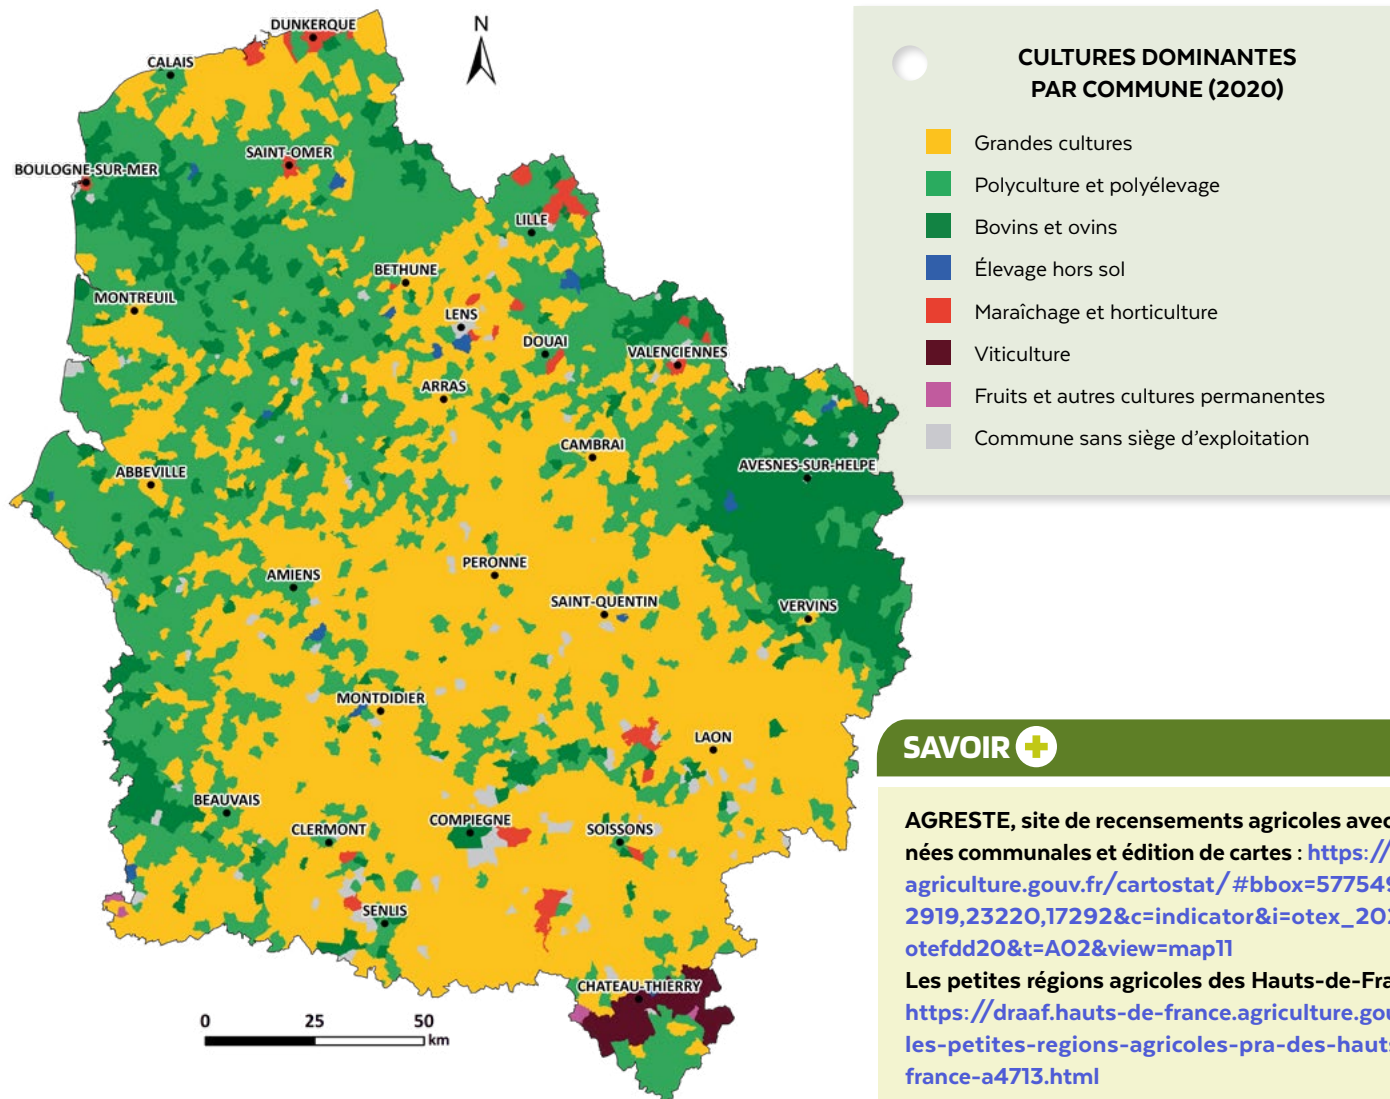 DUNKERQUE
N
CALAIS
SAINT-OMER
BOULOGNE-SUR-MER
LILLE
BETHUNE
MONTREUIL
LENS
DOUAI
VALENCIENNES
ARRAS
CAMBRAI
AVESNES-SUR-HELPE
ABBEVILLE
PERONNE
AMIENS
SAINT-QUENTIN
VERVINS
MONTDIDIER
LAON
BEAUVAIS
CLERMONT
COMPIEGNE
SOISSONS
SENLIS
CHATEAU-THIERRY
0 25 50
km
CULTURES DOMINANTES
PAR COMMUNE (2020)
Grandes cultures
Polyculture et polyélevage
Bovins et ovins
Élevage hors sol
Maraîchage et horticulture
Viticulture
Fruits et autres cultures permanentes
Commune sans siège d'exploitation
SAVOIR +
AGRESTE, site de recensements agricoles avec
nées communales et édition de cartes : https://
agriculture.gouv.fr/cartostat/#bbox=577549
2919,23220,17292&c=indicator&i=otex_202
otefdd20&t=A02&view=map11
Les petites régions agricoles des Hauts-de-Fra
https://draaf.hauts-de-france.agriculture.gou
les-petites-regions-agricoles-pra-des-hauts
france-a4713.html